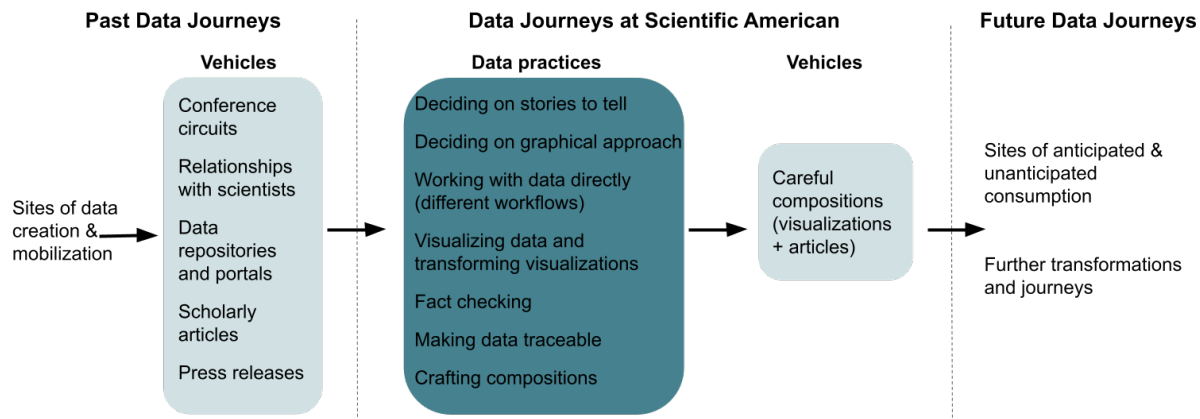 Past Data Journeys
Data Journeys at Scientific American
Future Data Journeys
Vehicles
Data practices
Vehicles
Sites of data
creation &
mobilization
Conference
circuits
Relationships
with scientists
Data
repositories
and portals
Scholarly
articles
Press releases
Deciding on stories to tell
Deciding on graphical approach
Working with data directly
(different workflows)
Visualizing data and
transforming visualizations
Fact checking
Making data traceable
Crafting compositions
Careful
compositions
(visualizations
+ articles)
Sites of anticipated &
unanticipated
consumption
Further transformations
and journeys